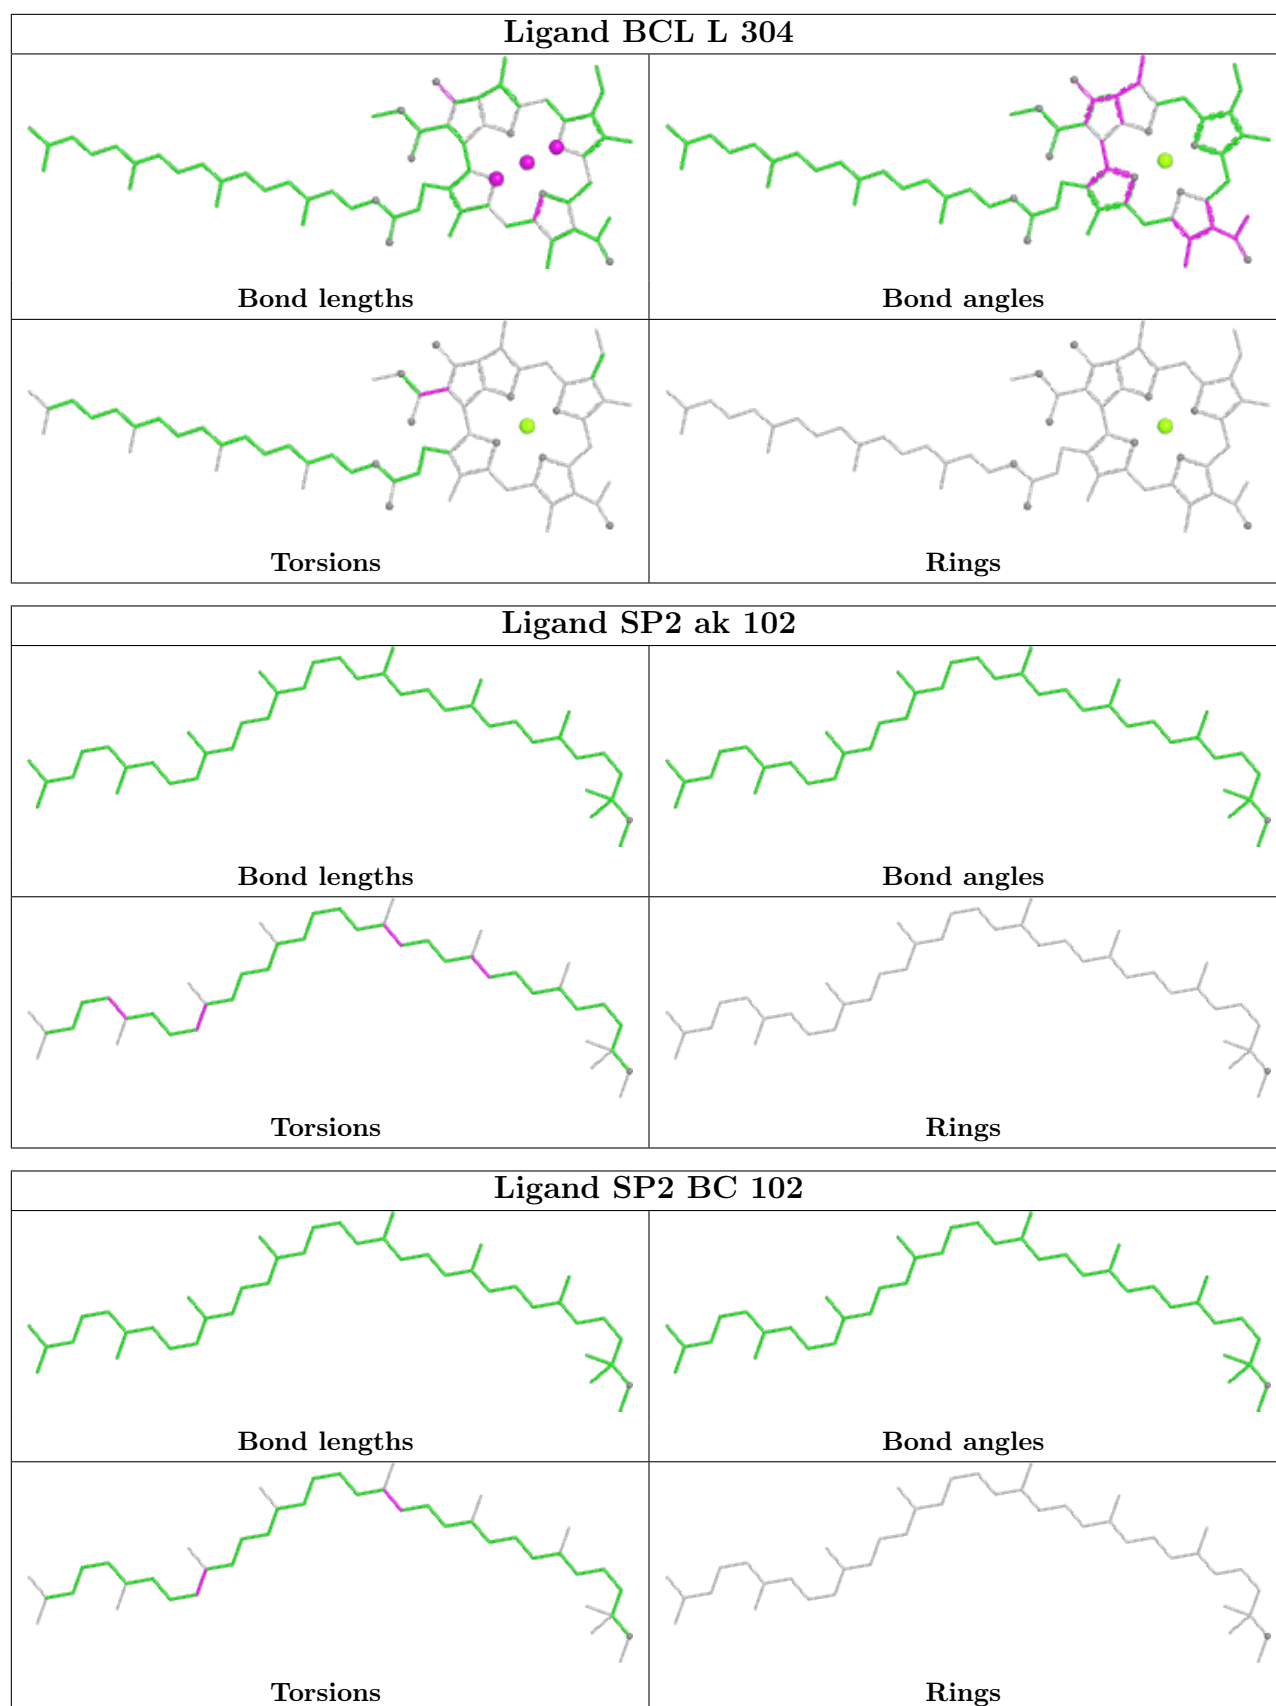 Ligand BCL L 304
Bond lengths
Bond angles
Torsions
Rings
Ligand SP2 ak 102
Bond lengths
Bond angles
Torsions
Rings
Ligand SP2 BC 102
Bond lengths
Bond angles
Torsions
Rings